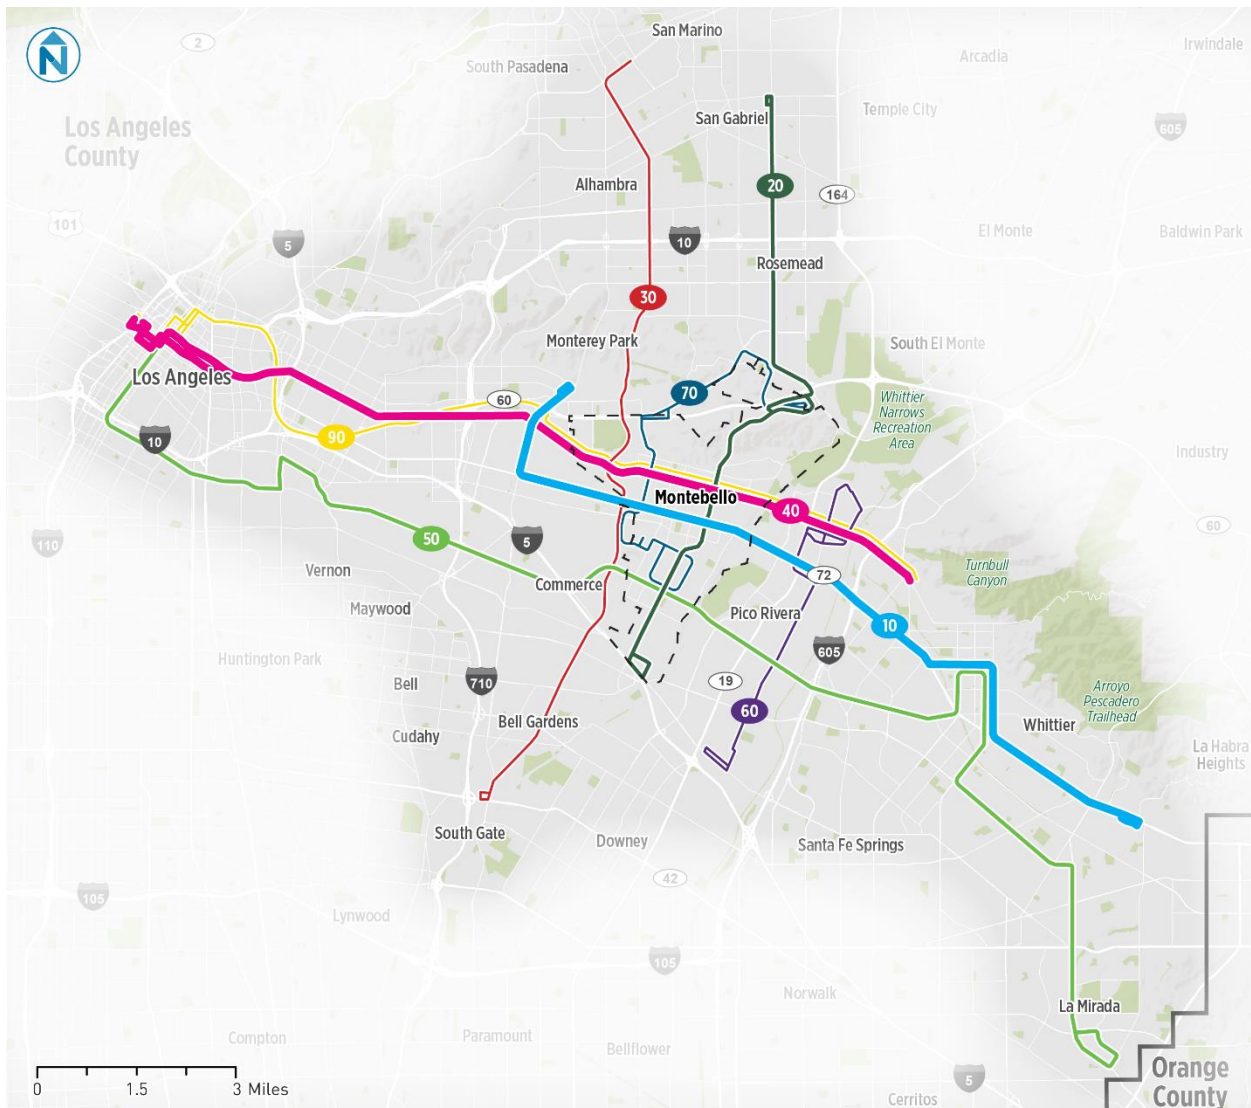 N
San Marino
2
South Pasadena
Arcadia
Irwindale
Los Angeles
County
San Gabriel
Temple City
605
Alhambra
20
164
101
5
10
El Monte
Baldwin Park
Rosemead
30
Monterey Park
South El Monte
Los Angeles
60
70
Whittier
Narrows
Recreation
Area
10
90
Industry
Montebello
40
60
110
50
5
Vernon
Commerce
72
Turnbull
Canyon
Maywood
Pico Rivera
10
Huntington Park
605
Bell
710
19
Arroyo
Pescadero
Trailhead
60
Bell Gardens
Whittier
Cudahy
La Habra
Heights
South Gate
Downey
Santa Fe Springs
42
105
Lynwood
105
Norwalk
La Mirada
Compton
Paramount
Bellflower
Orange
County
5
Cerritos
0
1.5
3 Miles